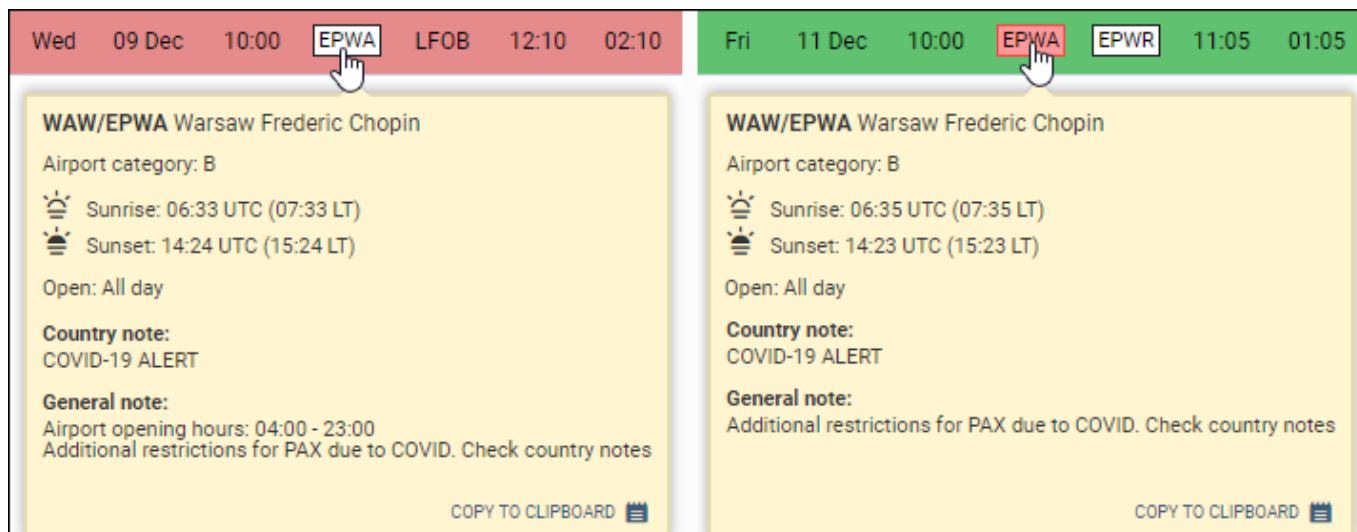 Wed 09 Dec 10:00 EPWA LFOB 12:10 02:10
WAW/EPWA Warsaw Frederic Chopin
Airport category: B
Sunrise: 06:33 UTC (07:33 LT)
Sunset: 14:24 UTC (15:24 LT)
Open: All day
Country note:
COVID-19 ALERT
General note:
Airport opening hours: 04:00 - 23:00
Additional restrictions for PAX due to COVID. Check country notes
COPY TO CLIPBOARD
Fri 11 Dec 10:00 EPWA EPWR 11:05 01:05
WAW/EPWA Warsaw Frederic Chopin
Airport category: B
Sunrise: 06:35 UTC (07:35 LT)
Sunset: 14:23 UTC (15:23 LT)
Open: All day
Country note:
COVID-19 ALERT
General note:
Additional restrictions for PAX due to COVID. Check country notes
COPY TO CLIPBOARD